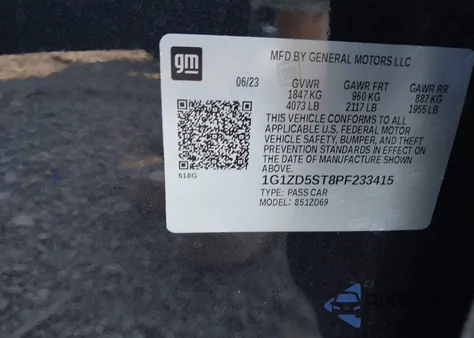 gm
MFD BY GENERAL MOTORS LLC
06/23 GVWR GAWR FRT GAWR RR
1847 KG 960 KG 887 KG
4073 LB 2117 LB 1955 LB
THIS VEHICLE CONFORMS TO ALL
APPLICABLE U.S. FEDERAL MOTOR
VEHICLE SAFETY, BUMPER, AND THEFT
PREVENTION STANDARDS IN EFFECT ON
THE DATE OF MANUFACTURE SHOWN
ABOVE.
618G
1G1ZD5ST8PF233415
TYPE: PASS CAR
MODEL: 851ZD69